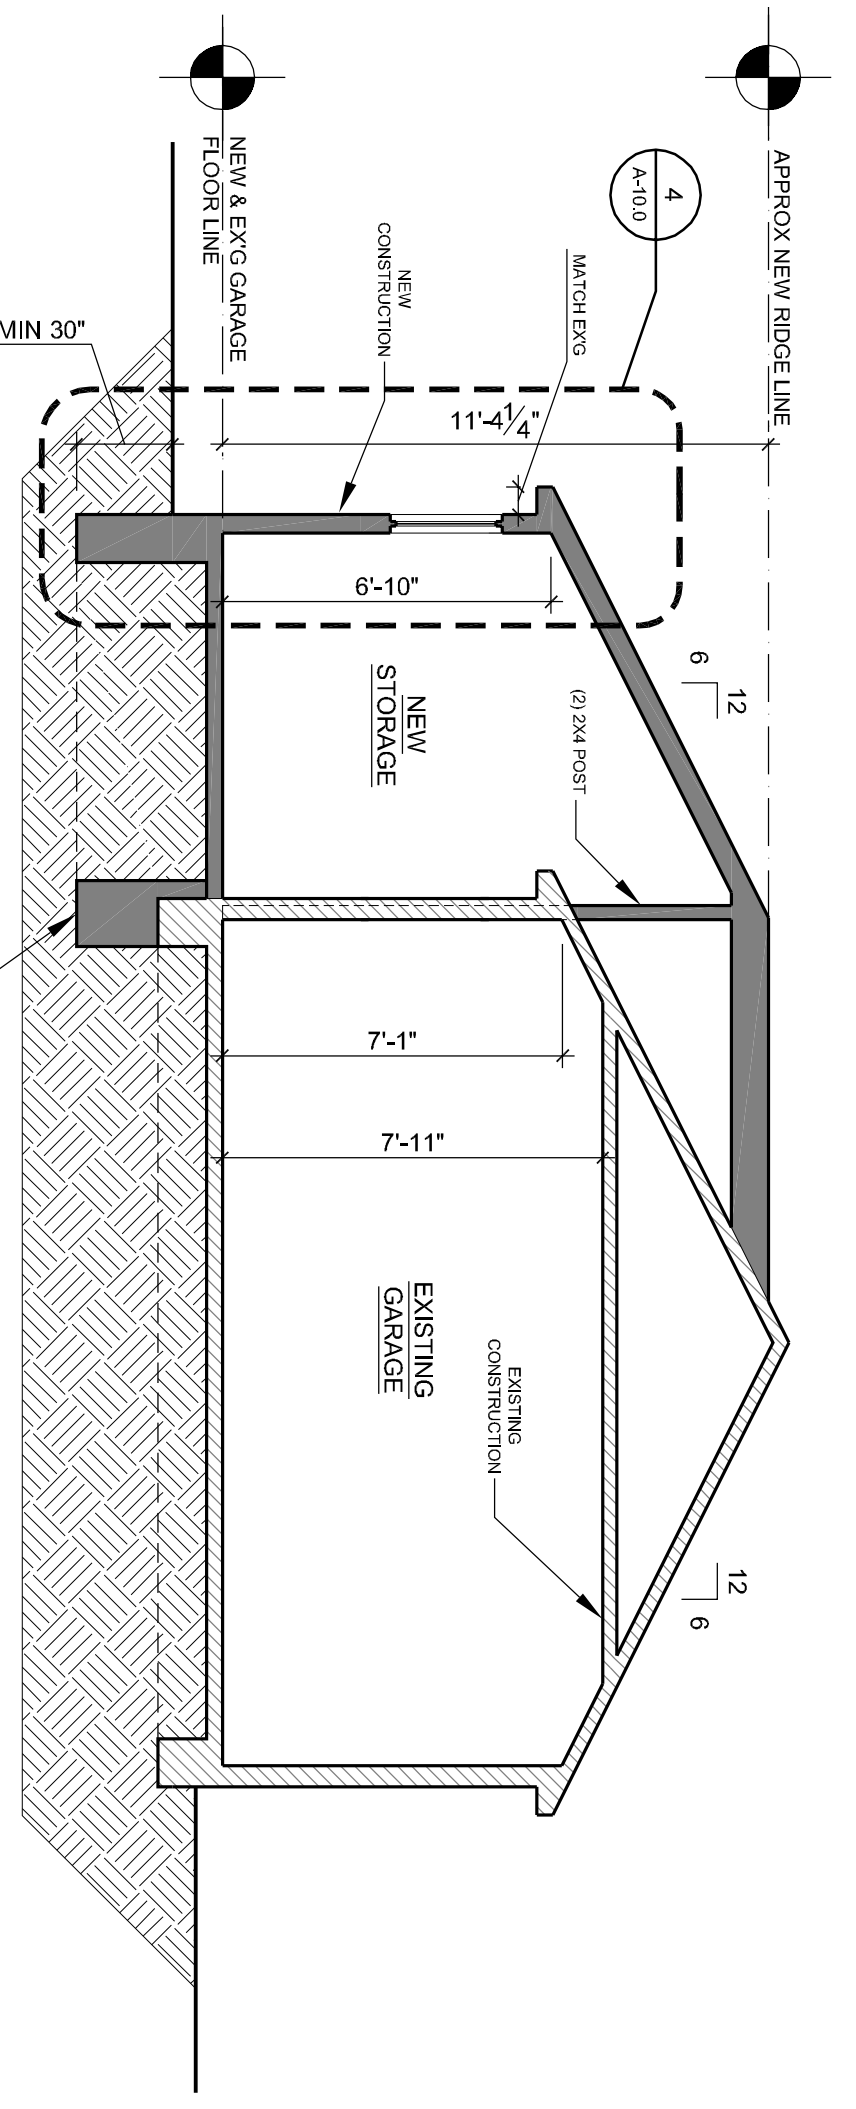 APPROX NEW RIDGE LINE
4
A-10.0
MATCH EX'G
NEW
CONSTRUCTION
NEW & EX'G GARAGE
FLOOR LINE
MIN 30"
11'-4 1/4"
6'-10"
12
6
(2) 2X4 POST
NEW
STORAGE
7'-1"
7'-11"
EXISTING
GARAGE
EXISTING
CONSTRUCTION
12
6